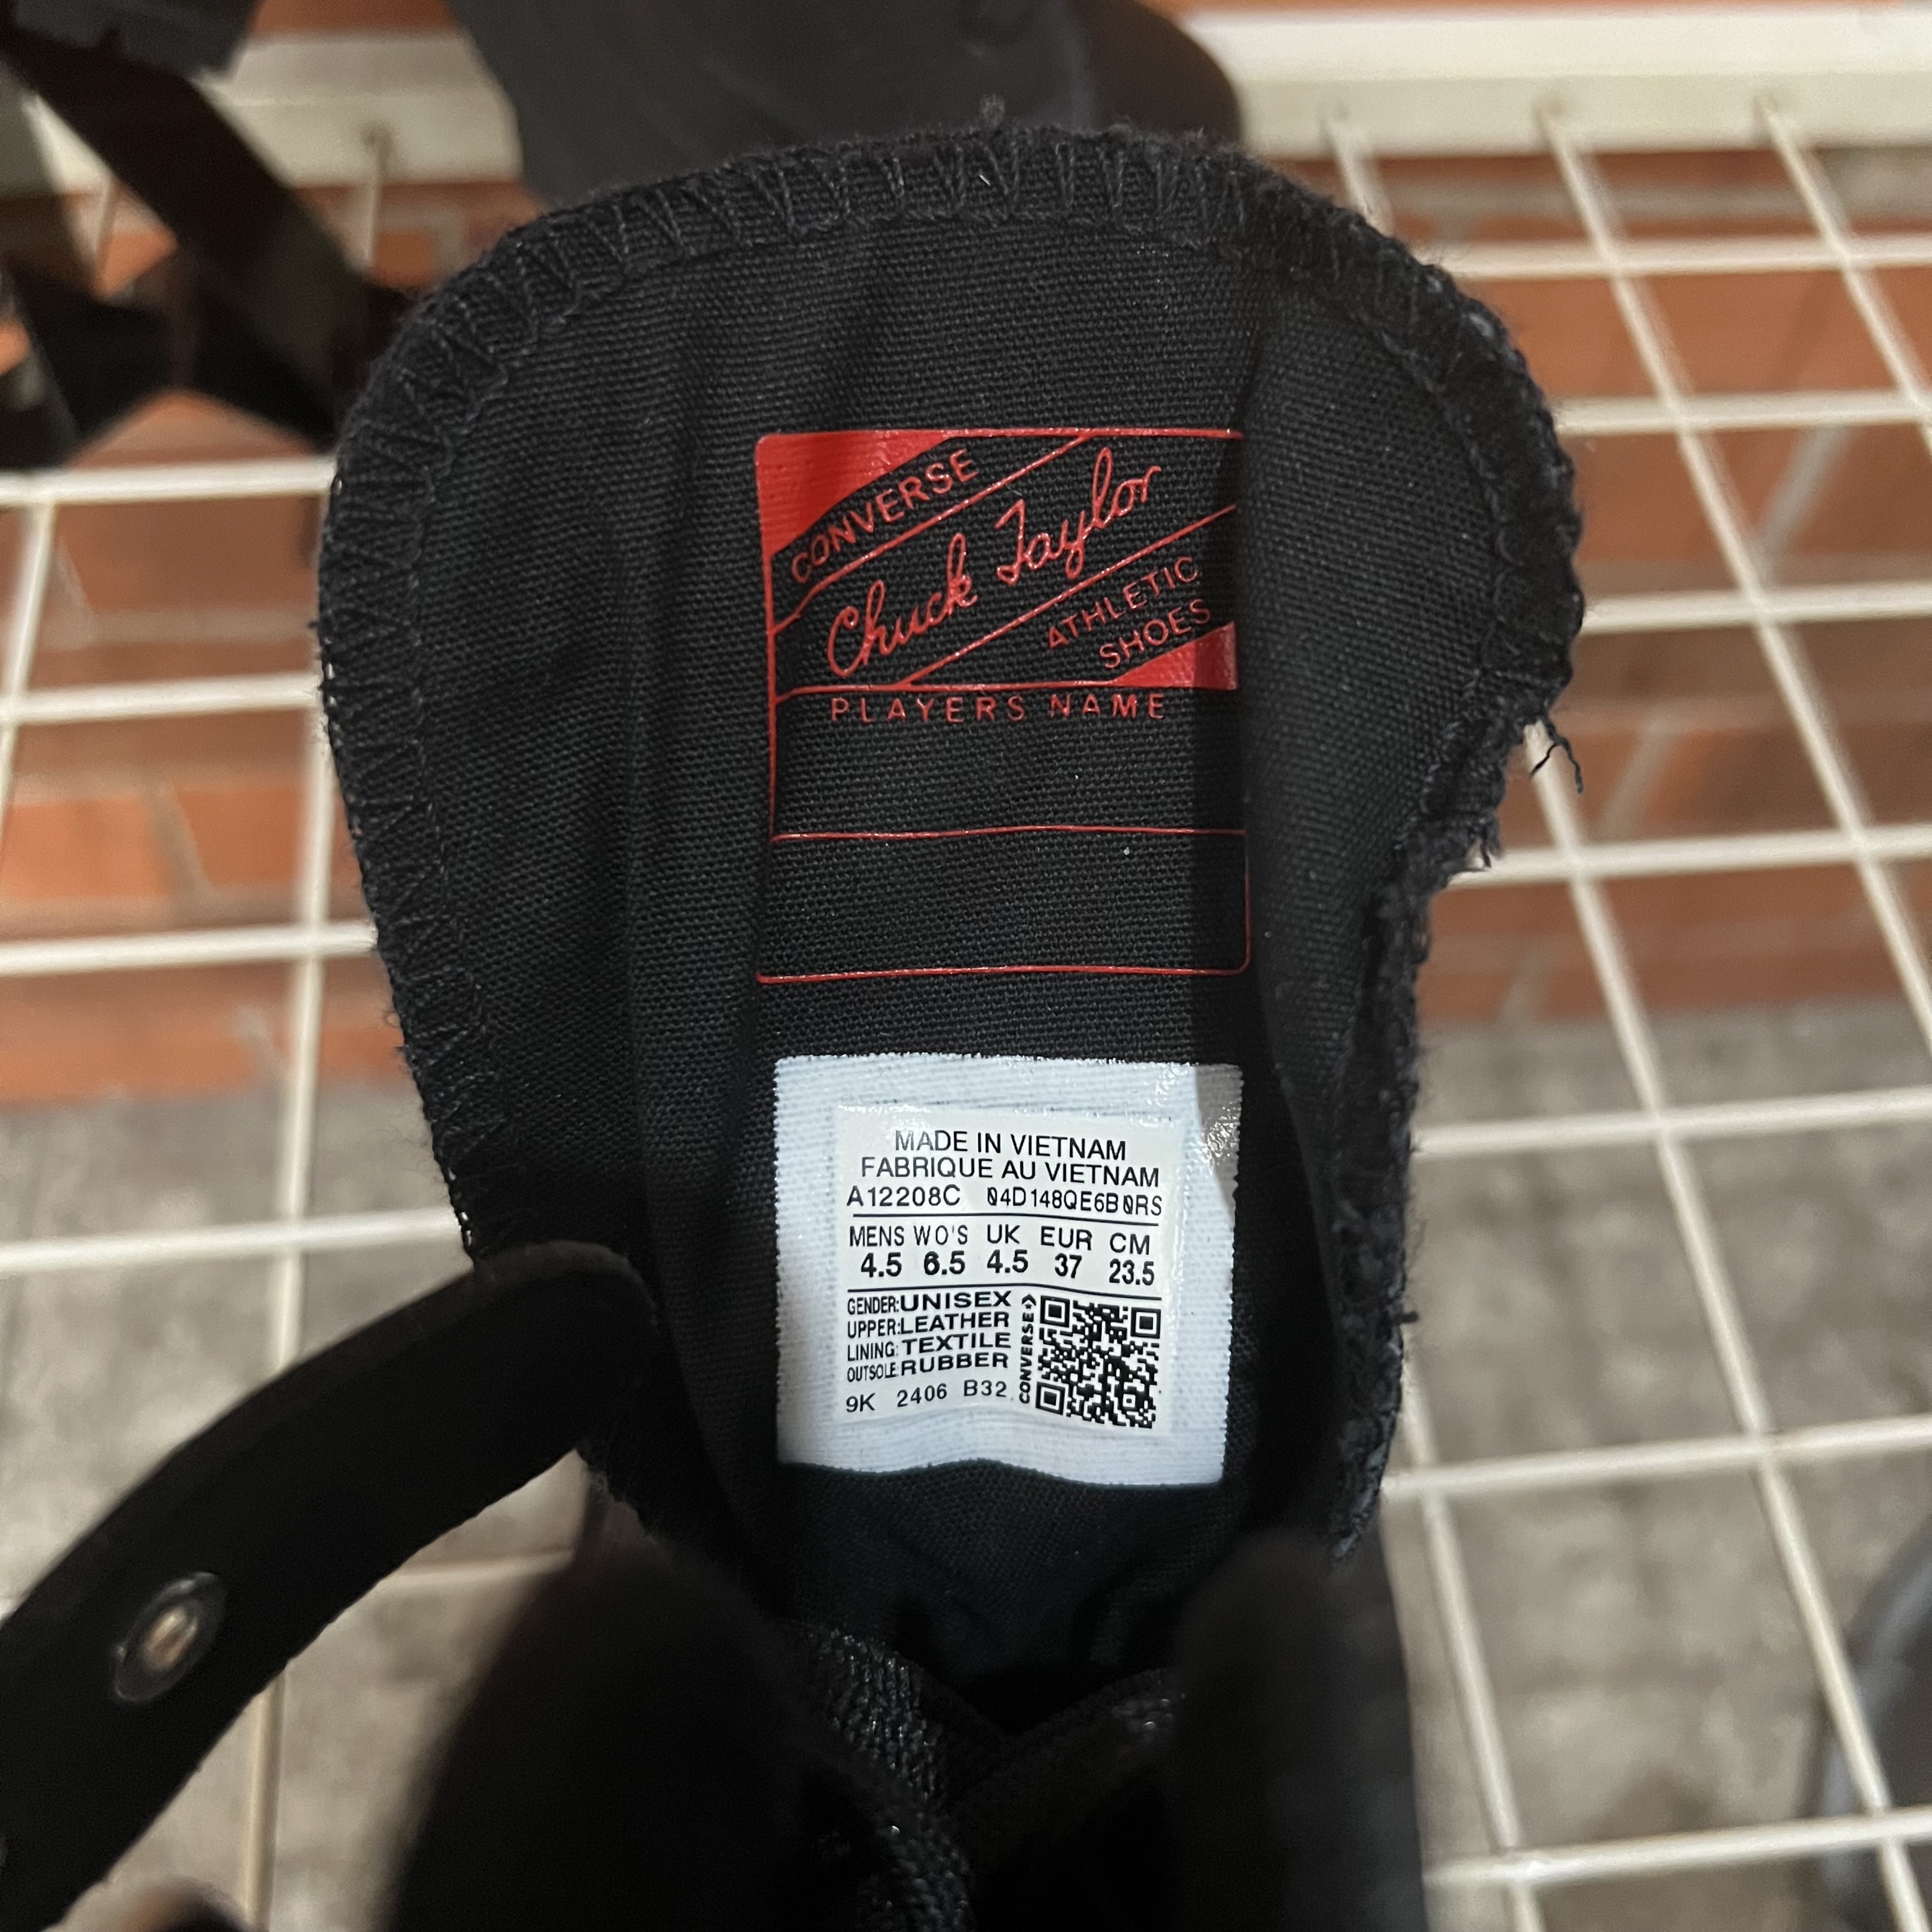 CONVERSE
Chuck Taylor
ATHLETIC
SHOES
PLAYERS NAME
MADE IN VIETNAM
FABRIQUE AU VIETNAM
A12208C 04D148QE6B0RS
MENS WO'S UK EUR CM
4.5 6.5 4.5 37 23.5
GENDER:UNISEX
UPPER:LEATHER
LINING: TEXTILE
OUTSOLE:RUBBER
9K 2406 B32
CONVERSE